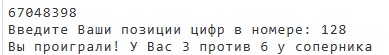 67048398
Введите Ваши позиции цифр в номере: 128
Вы проиграли! У Вас 3 против 6 у соперника